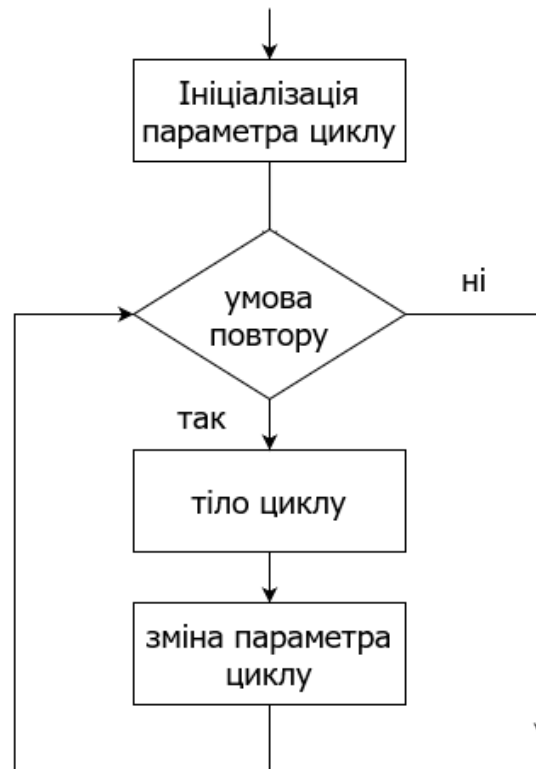 Ініціалізація
параметра циклу
умова
повтору
ні
так
тіло циклу
зміна параметра
циклу